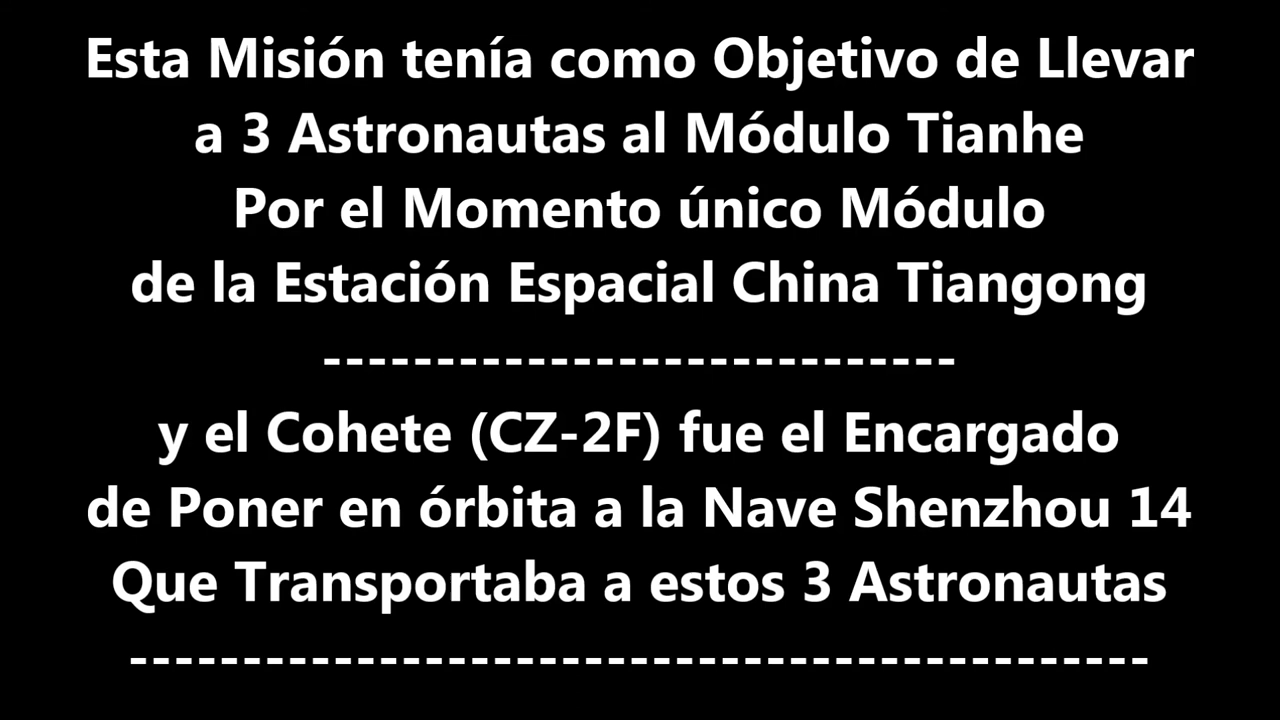 Esta Misión tenía como Objetivo de Llevar
a 3 Astronautas al Módulo Tianhe
Por el Momento único Módulo
de la Estación Espacial China Tiangong
----------------------------
y el Cohete (CZ-2F) fue el Encargado
de Poner en órbita a la Nave Shenzhou 14
Que Transportaba a estos 3 Astronautas
---------------------------------------------